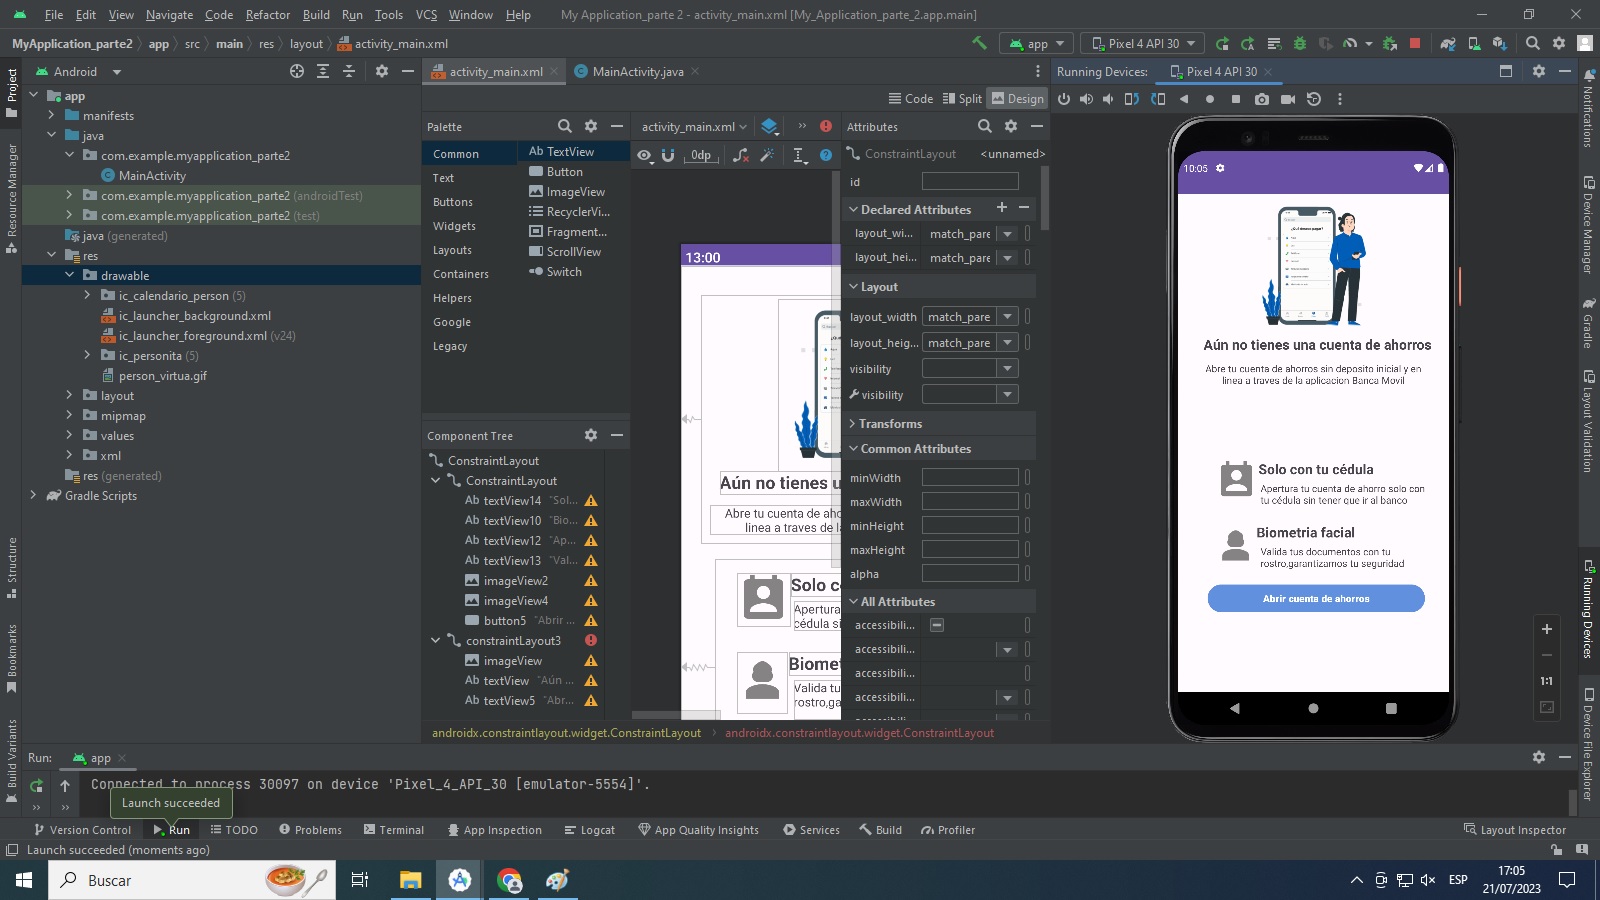 File Edit View Navigate Code Refactor Build Run Tools VCS Window Help My Application_parte 2 - activity_main.xml [My_Application_parte_2.app.main]
MyApplication_parte2 app src main res layout activity_main.xml
app Pixel 4 API 30
Android
activity_main.xml MainActivity.java
Running Devices: Pixel 4 API 30
Code Split Design
Project
Resource Manager
Structure
Bookmarks
Build Variants
app
manifests
java
com.example.myapplication_parte2
MainActivity
com.example.myapplication_parte2 (androidTest)
com.example.myapplication_parte2 (test)
java (generated)
res
drawable
ic_calendario_person (5)
ic_launcher_background.xml
ic_launcher_foreground.xml (v24)
ic_personita (5)
person_virtua.gif
layout
mipmap
values
xml
res (generated)
Gradle Scripts
Palette
Common
Text
Buttons
Widgets
Layouts
Containers
Helpers
Google
Legacy
Ab TextView
Button
ImageView
RecyclerVi...
Fragment...
ScrollView
Switch
Component Tree
ConstraintLayout
ConstraintLayout
Ab textView14 "Sol...
Ab textView10 "Bio...
Ab textView12 "Ap...
Ab textView13 "Val...
imageView2
imageView4
button5 "Abrir ...
constraintLayout3
imageView
Ab textView "Aún ...
Ab textView5 "Abr...
activity_main.xml
0dp
13:00
Aún no tienes u
Abre tu cuenta de aho
linea a traves de la
Solo c
Apertura
cédula si
Biomet
Valida tu
rostro,ga
androidx.constraintlayout.widget.ConstraintLayout androidx.constraintlayout.widget.ConstraintLayout
Attributes
ConstraintLayout <unnamed>
id
Declared Attributes
layout_wi... match_pare
layout_hei... match_pare
Layout
layout_width match_pare
layout_heig... match_pare
visibility
visibility
Transforms
Common Attributes
minWidth
maxWidth
minHeight
maxHeight
alpha
All Attributes
accessibili...
accessibili...
accessibili...
accessibili...
accessibili...
10:05
¿Qué deseas pagar?
Aún no tienes una cuenta de ahorros
Abre tu cuenta de ahorros sin deposito inicial y en
linea a traves de la aplicacion Banca Movil
Solo con tu cédula
Apertura tu cuenta de ahorro solo con
tu cédula sin tener que ir al banco
Biometria facial
Valida tus documentos con tu
rostro,garantizamos tu seguridad
Abrir cuenta de ahorros
1:1
Notifications
Device Manager
Gradle
Layout Validation
Running Devices
Device File Explorer
Run: app
Connected to process 30097 on device 'Pixel_4_API_30 [emulator-5554]'.
Launch succeeded
Version Control Run TODO Problems Terminal App Inspection Logcat App Quality Insights Services Build Profiler Layout Inspector
Launch succeeded (moments ago)
Buscar
ESP
17:05
21/07/2023